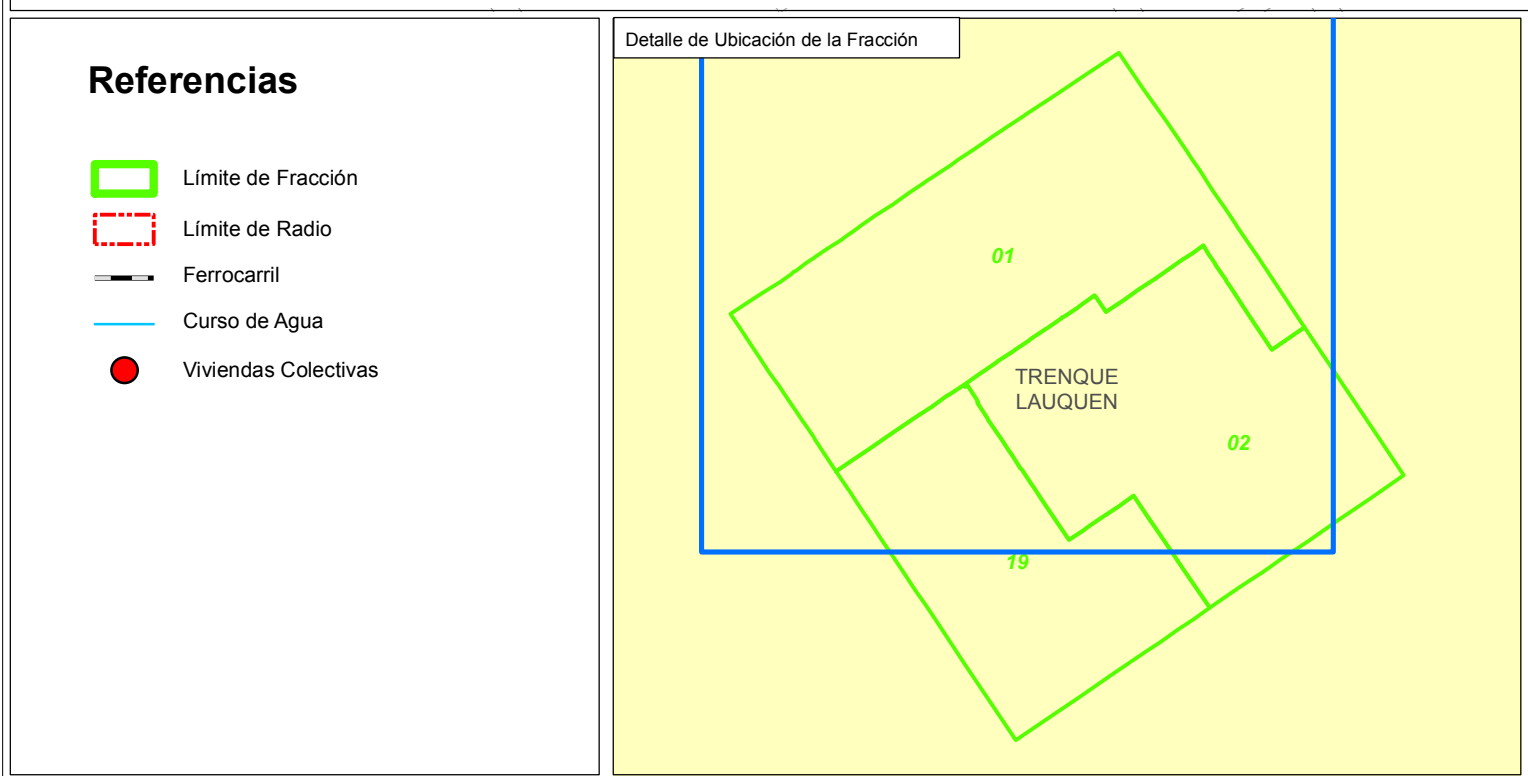 Referencias
Límite de Fracción
Límite de Radio
Ferrocarril
Curso de Agua
Viviendas Colectivas
Detalle de Ubicación de la Fracción
01
TRENQUE
LAUQUEN
02
19